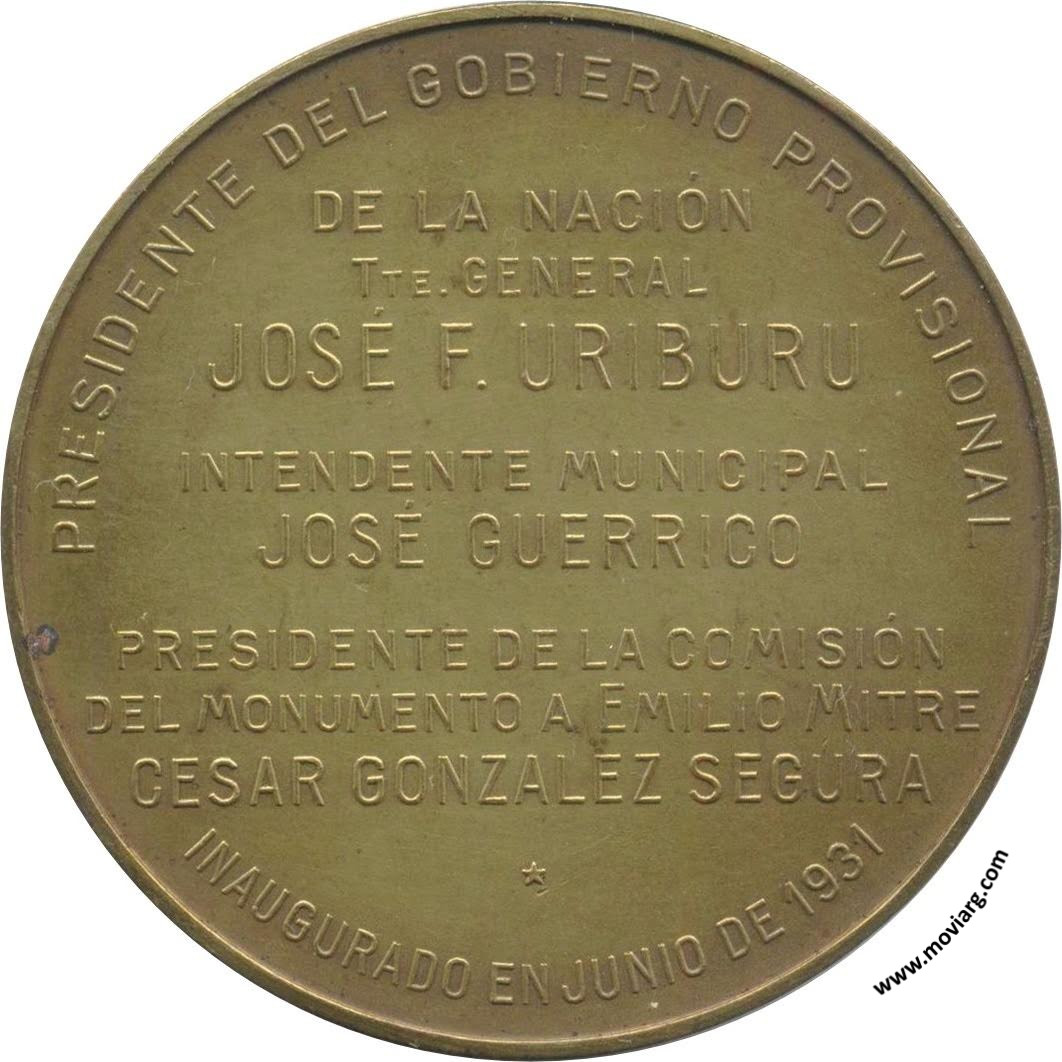 PRESIDENTE DEL GOBIERNO PROVISIONAL
DE LA NACIÓN
TTE. GENERAL
JOSÉ F. URIBURU
INTENDENTE MUNICIPAL
JOSÉ GUERRICO
PRESIDENTE DE LA COMISIÓN
DEL MONUMENTO A EMILIO MITRE
CESAR GONZALEZ SEGURA
INAUGURADO EN JUNIO DE 1931
www.moviarg.com